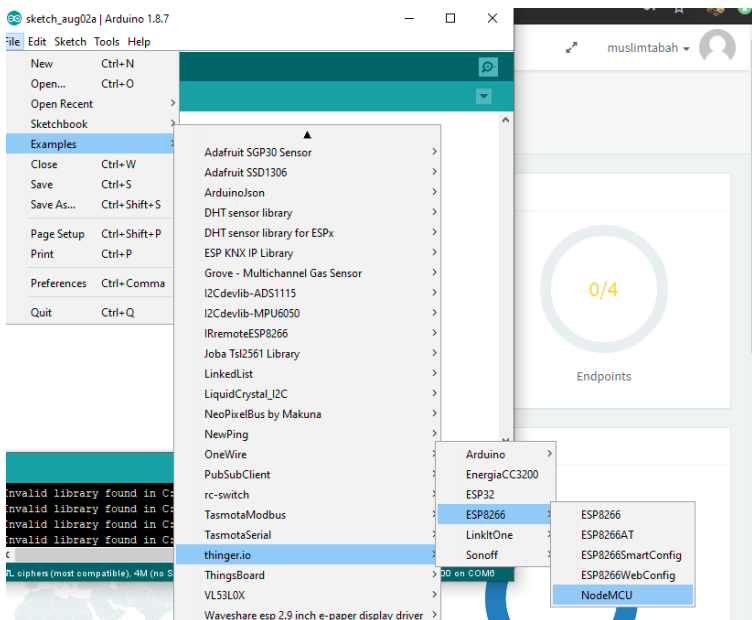 sketch_aug02a | Arduino 1.8.7
File Edit Sketch Tools Help
New Ctrl+N
Open... Ctrl+O
Open Recent
Sketchbook
Examples
Close Ctrl+W
Save Ctrl+S
Save As... Ctrl+Shift+S
Page Setup Ctrl+Shift+P
Print Ctrl+P
Preferences Ctrl+Comma
Quit Ctrl+Q
Adafruit SGP30 Sensor
Adafruit SSD1306
ArduinoJson
DHT sensor library
DHT sensor library for ESPx
ESP KNX IP Library
Grove - Multichannel Gas Sensor
I2Cdevlib-ADS1115
I2Cdevlib-MPU6050
IRremoteESP8266
Joba Tsl2561 Library
LinkedList
LiquidCrystal_I2C
NeoPixelBus by Makuna
NewPing
OneWire
PubSubClient
rc-switch
TasmotaModbus
TasmotaSerial
thinger.io
ThingsBoard
VL53L0X
Waveshare esp 2.9 inch e-paper display driver
Arduino
EnergiaCC3200
ESP32
ESP8266
LinkItOne
Sonoff
ESP8266
ESP8266AT
ESP8266SmartConfig
ESP8266WebConfig
NodeMCU
Invalid library found in C:
Invalid library found in C:
Invalid library found in C:
Invalid library found in C:
L ciphers (most compatible), 4M (no S
00 on COM6
muslimtabah
0/4
Endpoints